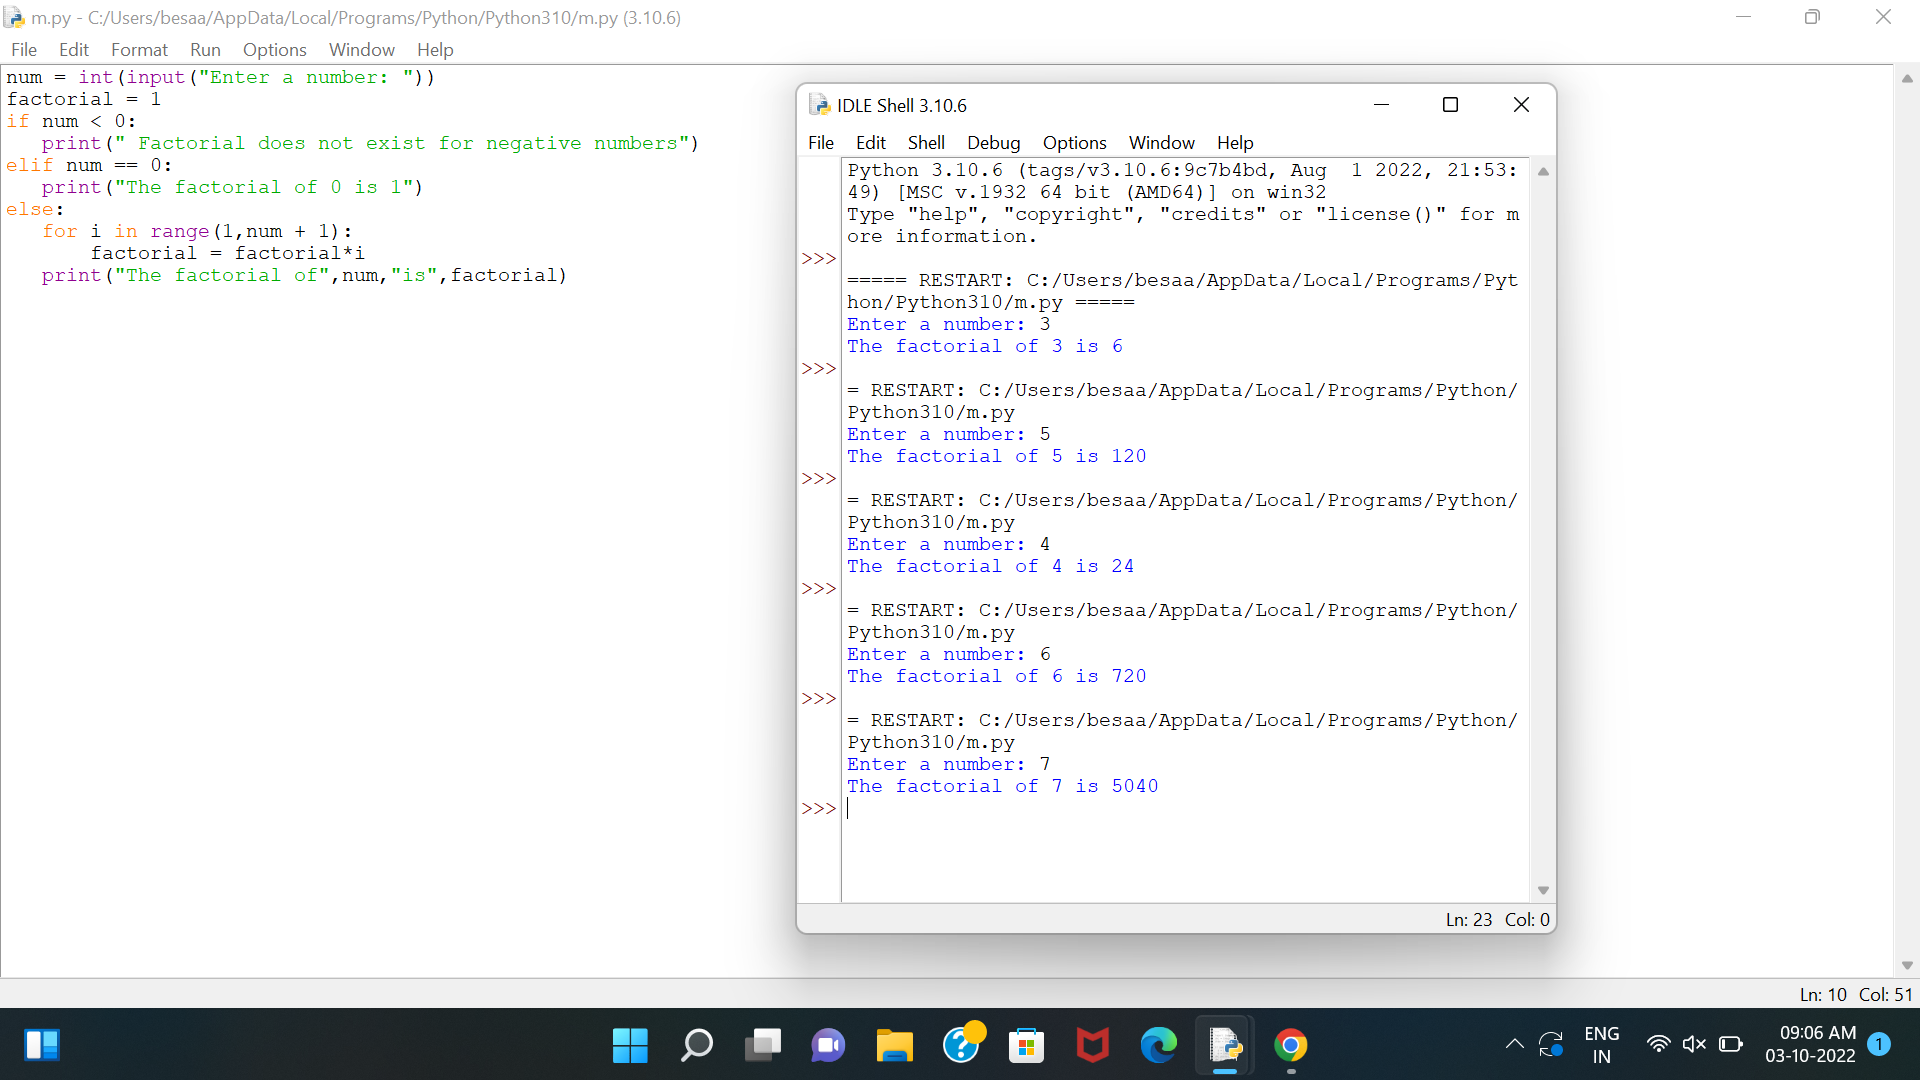 m.py - C:/Users/besaa/AppData/Local/Programs/Python/Python310/m.py (3.10.6)
File Edit Format Run Options Window Help
num = int(input("Enter a number: "))
factorial = 1
if num < 0:
   print(" Factorial does not exist for negative numbers")
elif num == 0:
   print("The factorial of 0 is 1")
else:
   for i in range(1,num + 1):
       factorial = factorial*i
   print("The factorial of",num,"is",factorial)
IDLE Shell 3.10.6
File Edit Shell Debug Options Window Help
Python 3.10.6 (tags/v3.10.6:9c7b4bd, Aug  1 2022, 21:53:
49) [MSC v.1932 64 bit (AMD64)] on win32
Type "help", "copyright", "credits" or "license()" for m
ore information.
>>>
===== RESTART: C:/Users/besaa/AppData/Local/Programs/Pyt
hon/Python310/m.py =====
Enter a number: 3
The factorial of 3 is 6
>>>
= RESTART: C:/Users/besaa/AppData/Local/Programs/Python/
Python310/m.py
Enter a number: 5
The factorial of 5 is 120
>>>
= RESTART: C:/Users/besaa/AppData/Local/Programs/Python/
Python310/m.py
Enter a number: 4
The factorial of 4 is 24
>>>
= RESTART: C:/Users/besaa/AppData/Local/Programs/Python/
Python310/m.py
Enter a number: 6
The factorial of 6 is 720
>>>
= RESTART: C:/Users/besaa/AppData/Local/Programs/Python/
Python310/m.py
Enter a number: 7
The factorial of 7 is 5040
>>>
Ln: 23 Col: 0
Ln: 10 Col: 51
ENG
IN
09:06 AM
03-10-2022
1